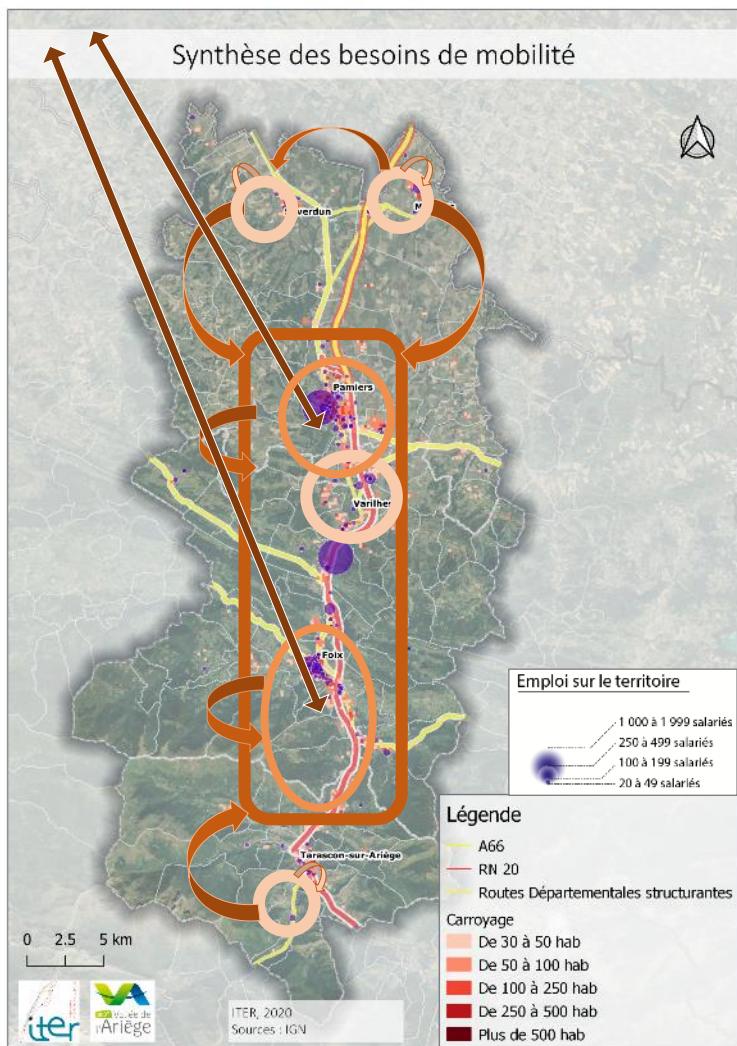 Synthèse des besoins de mobilité
Pamiers
Varilhes
Foix
Tarascon-sur-Ariège
Emploi sur le territoire
1 000 à 1 999 salariés
250 à 499 salariés
100 à 199 salariés
20 à 49 salariés
Légende
A66
RN 20
Routes Départementales structurantes
Carroyage
De 30 à 50 hab
De 50 à 100 hab
De 100 à 250 hab
De 250 à 500 hab
Plus de 500 hab
0 2.5 5 km
iter
Vallée de
l'Ariège
ITER, 2020
Sources : IGN